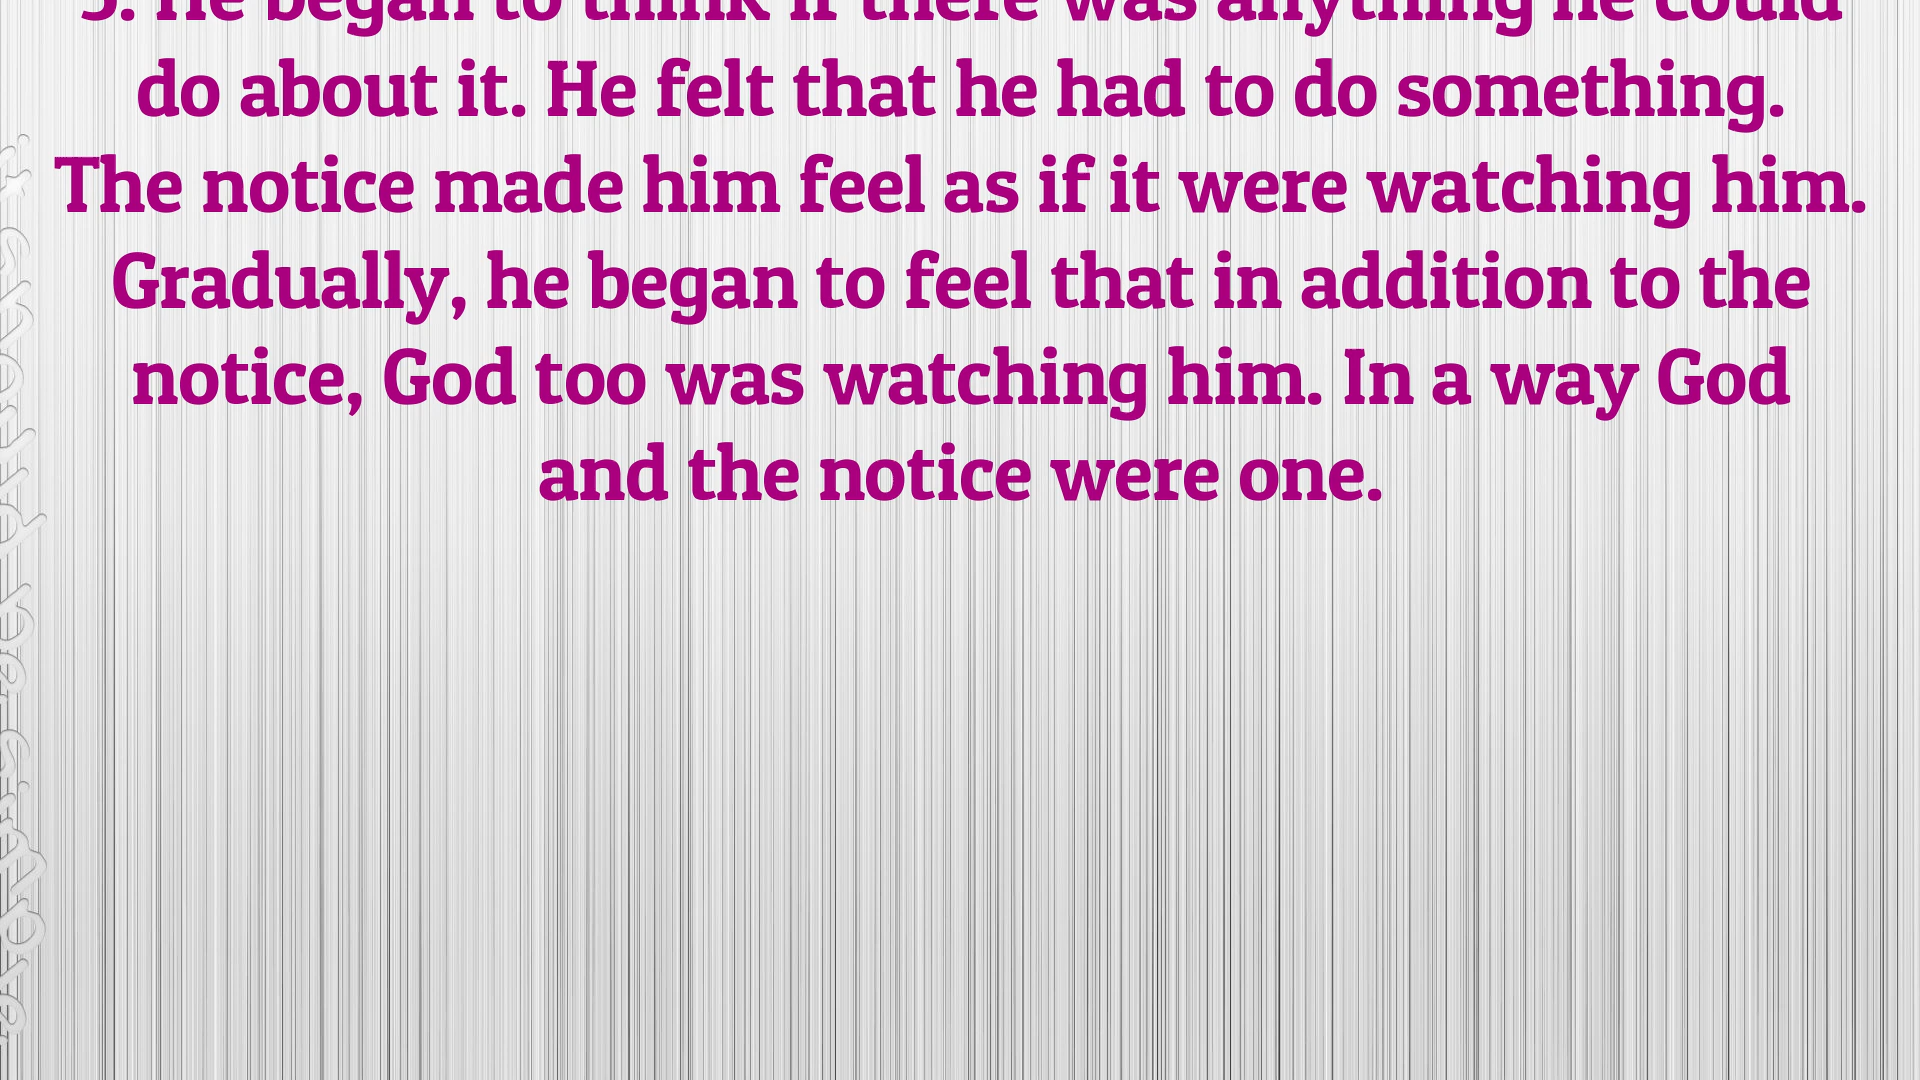 5. He began to think if there was anything he could
do about it. He felt that he had to do something.
The notice made him feel as if it were watching him.
Gradually, he began to feel that in addition to the
notice, God too was watching him. In a way God
and the notice were one.